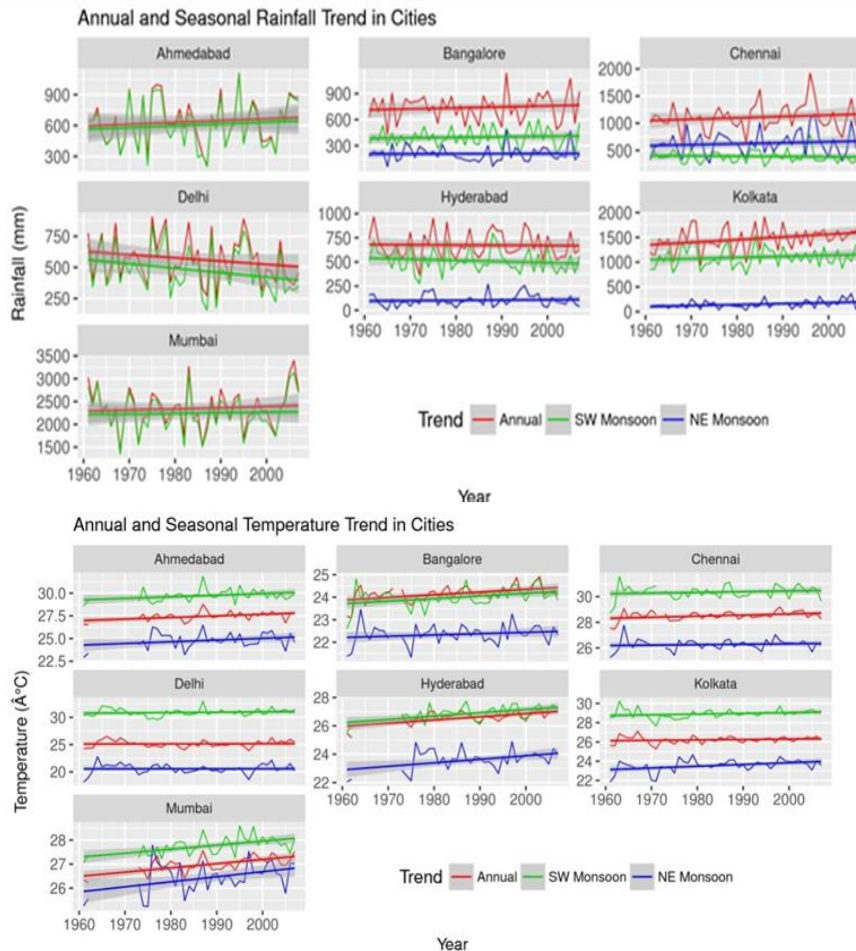 Annual and Seasonal Rainfall Trend in Cities
Ahmedabad Bangalore Chennai
900
600
300
900
600
300
2000
1500
1000
500
Delhi Hyderabad Kolkata
750
500
250
1000
750
500
250
0
2000
1500
1000
500
0
1960 1970 1980 1990 2000
1960 1970 1980 1990 2000
Mumbai
3500
3000
2500
2000
1500
1960 1970 1980 1990 2000
Rainfall (mm)
Trend Annual SW Monsoon NE Monsoon
Year
Annual and Seasonal Temperature Trend in Cities
Ahmedabad Bangalore Chennai
30.0
27.5
25.0
22.5
25
24
23
22
30
28
26
Delhi Hyderabad Kolkata
30
25
20
28
26
24
22
30
28
26
24
22
1960 1970 1980 1990 2000
1960 1970 1980 1990 2000
Mumbai
28
27
26
1960 1970 1980 1990 2000
Temperature (Â°C)
Trend Annual SW Monsoon NE Monsoon
Year